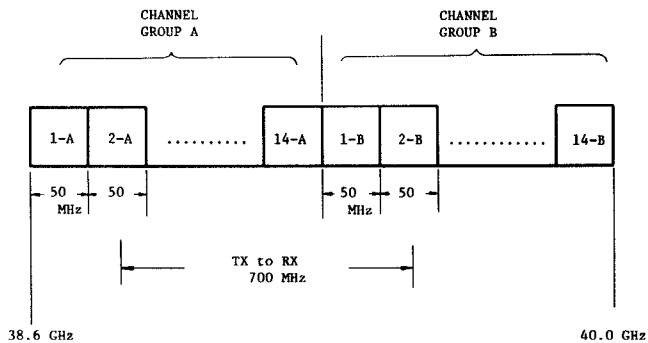 CHANNEL
GROUP A
CHANNEL
GROUP B
1-A 2-A .......... 14-A 1-B 2-B ............ 14-B
50 50 50 50
MHz MHz
TX to RX
700 MHz
38.6 GHz 40.0 GHz